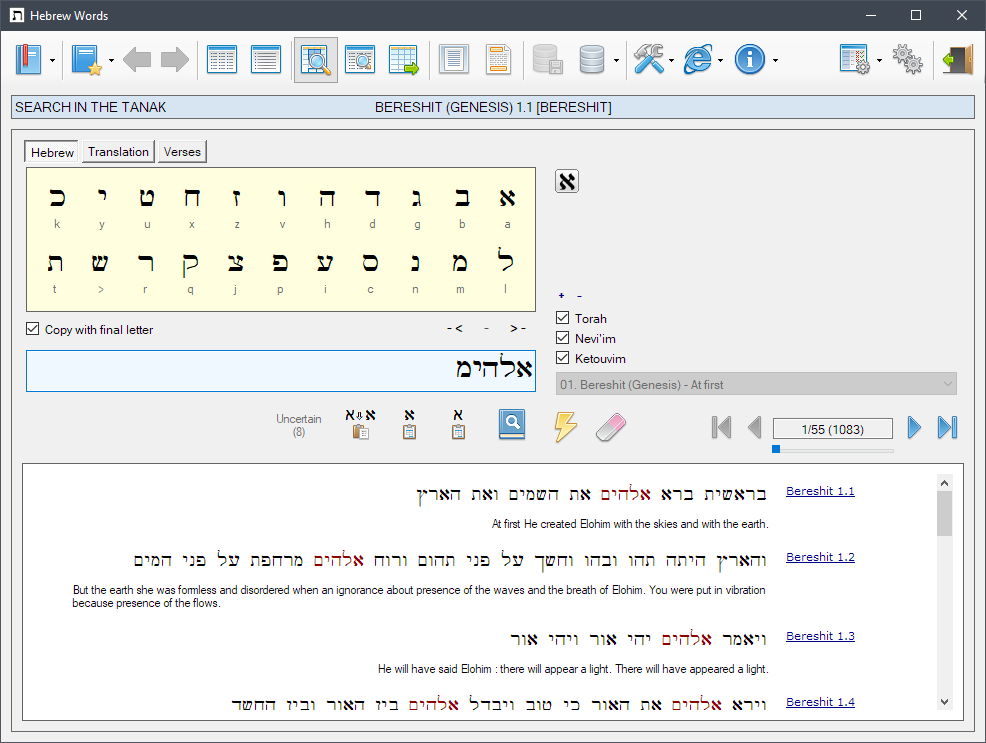 Hebrew Words
SEARCH IN THE TANAK
BERESHIT (GENESIS) 1.1 [BERESHIT]
Hebrew Translation Verses
א ב ג ד ה ו ז ח ט י כ
k y u x z v h d g b a
ל מ נ ס ע פ צ ק ר ש ת
t > r q j p i c n m l
א
Copy with final letter
- < - > -
אלהימ
+ -
Torah
Nevi'im
Ketouvim
01. Bereshit (Genesis) - At first
Uncertain
(8)
א א
א
א
1/55 (1083)
בראשית ברא אלהים את השמים ואת הארץ
Bereshit 1.1
At first He created Elohim with the skies and with the earth.
והארץ היתה תהו ובהו וחשך על פני תהום ורוח אלהים מרחפת על פני המים
Bereshit 1.2
But the earth she was formless and disordered when an ignorance about presence of the waves and the breath of Elohim. You were put in vibration
because presence of the flows.
ויאמר אלהים יהי אור ויהי אור
Bereshit 1.3
He will have said Elohim : there will appear a light. There will have appeared a light.
וירא אלהים את האור כי טוב ויבדל אלהים בין האור ובין החשך
Bereshit 1.4